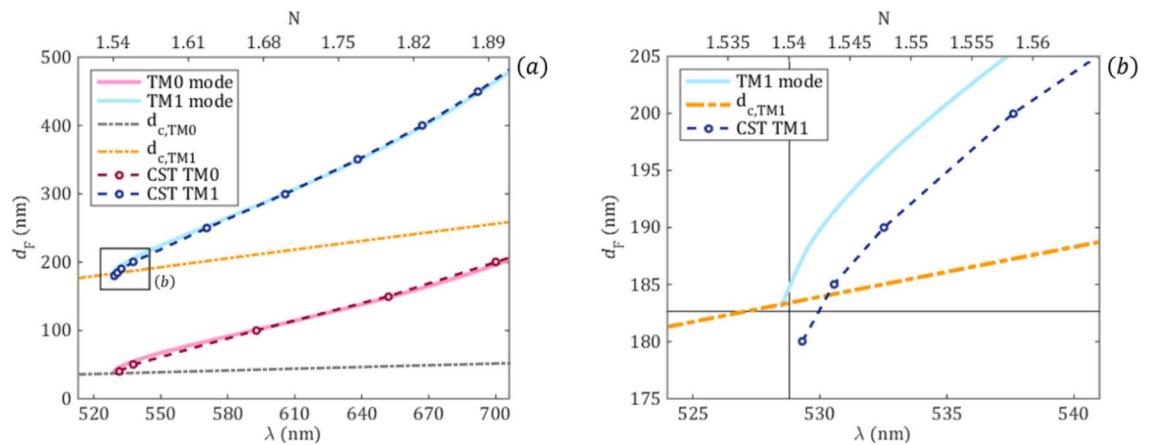 N
1.54 1.61 1.68 1.75 1.82 1.89
500
400
300
200
100
0
d_F (nm)
TM0 mode
TM1 mode
d_c,TM0
d_c,TM1
CST TM0
CST TM1
(a)
(b)
520 550 580 610 640 670 700
λ (nm)
N
1.535 1.54 1.545 1.55 1.555 1.56
205
200
195
190
185
180
175
d_F (nm)
TM1 mode
d_c,TM1
CST TM1
(b)
525 530 535 540
λ (nm)